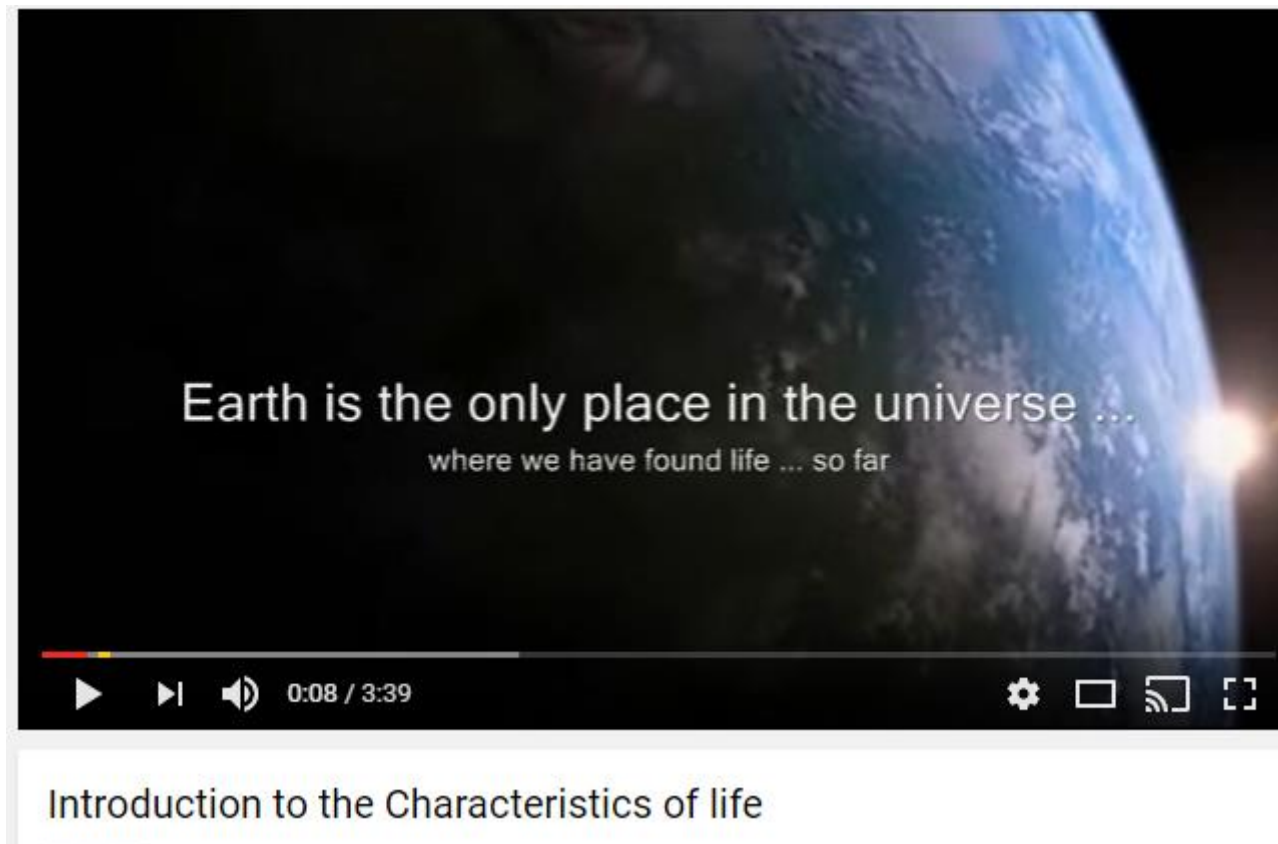 Earth is the only place in the universe ...
where we have found life ... so far
0:08 / 3:39
Introduction to the Characteristics of life